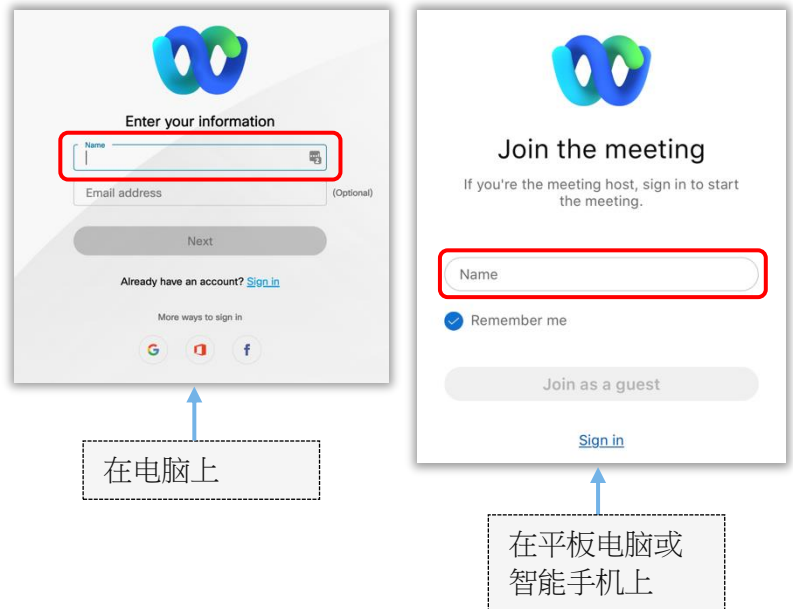 Enter your information
Name
Email address
(Optional)
Next
Already have an account? Sign in
More ways to sign in
在电脑上
Join the meeting
If you're the meeting host, sign in to start
the meeting.
Name
Remember me
Join as a guest
Sign in
在平板电脑或
智能手机上